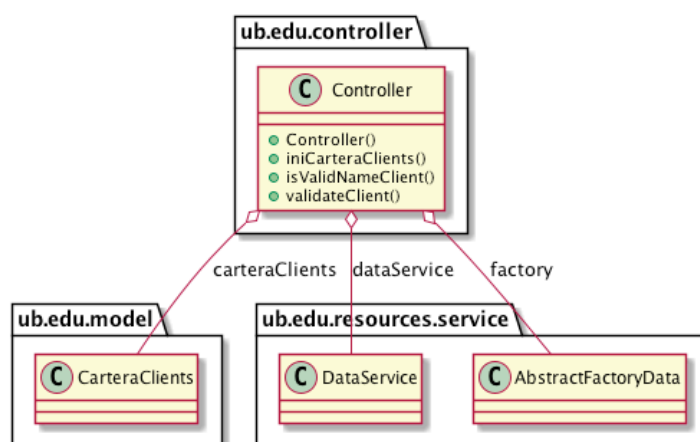 ub.edu.controller
C Controller
Controller()
iniCarteraClients()
isValidNameClient()
validateClient()
carteraClients dataService factory
ub.edu.model ub.edu.resources.service
C CarteraClients C DataService C AbstractFactoryData